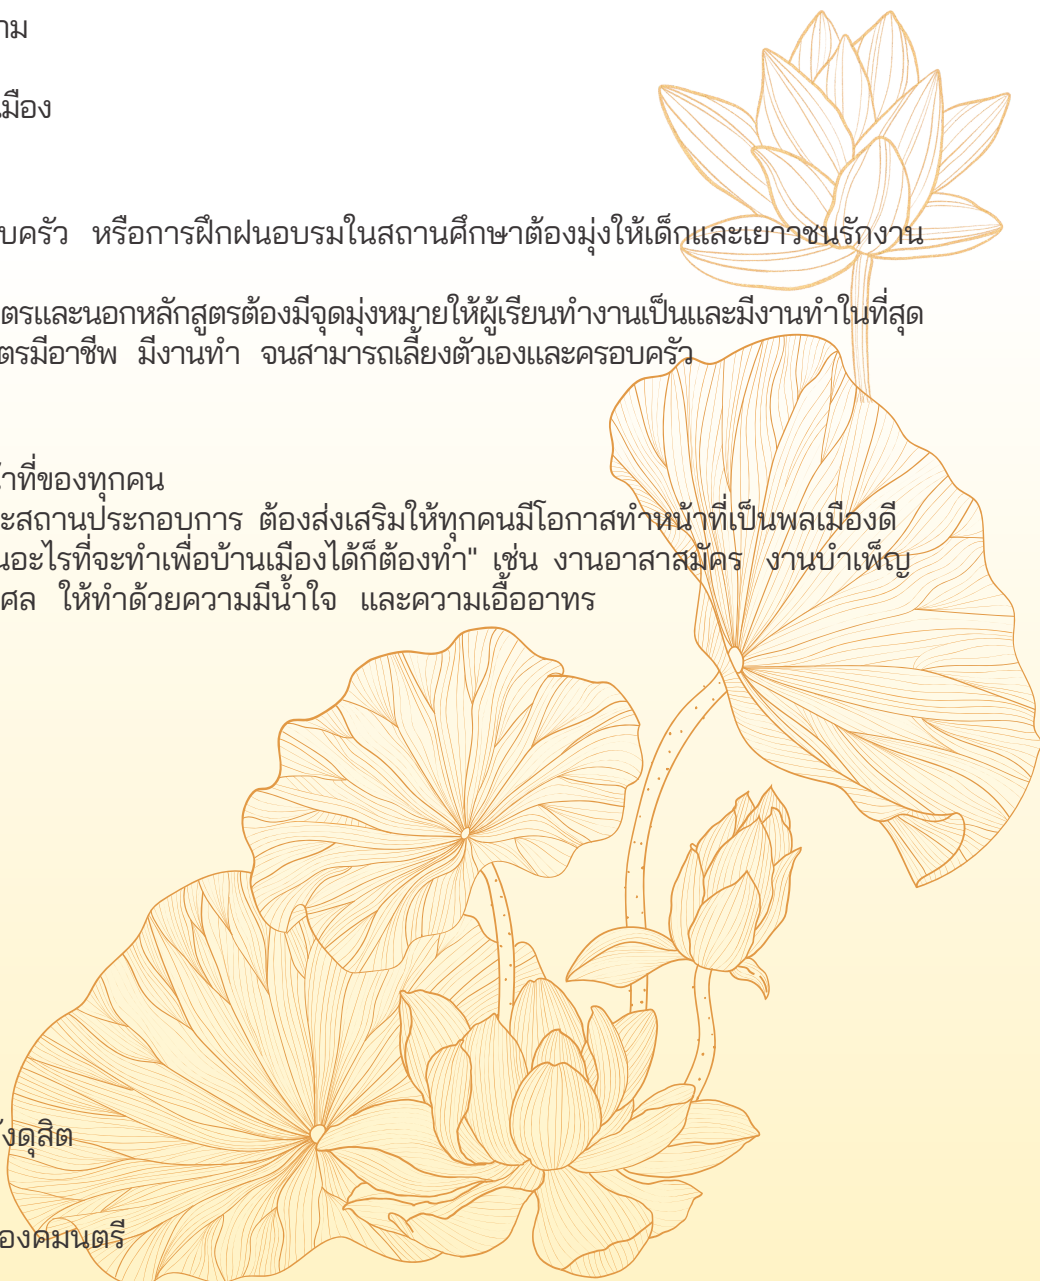 าม
มือง
บครัว หรือการฝึกฝนอบรมในสถานศึกษาต้องมุ่งให้เด็กและเยาวชนรักงาน
ตรและนอกหลักสูตรต้องมีจุดมุ่งหมายให้ผู้เรียนทำงานเป็นและมีงานทำในที่สุด
ตรมีอาชีพ มีงานทำ จนสามารถเลี้ยงตัวเองและครอบครัว
าที่ของทุกคน
ะสถานประกอบการ ต้องส่งเสริมให้ทุกคนมีโอกาสทำหน้าที่เป็นพลเมืองดี
นอะไรที่จะทำเพื่อบ้านเมืองได้ก็ต้องทำ" เช่น งานอาสาสมัคร งานบำเพ็ญ
ศล ให้ทำด้วยความมีน้ำใจ และความเอื้ออาทร
งดุสิต
องคมนตรี